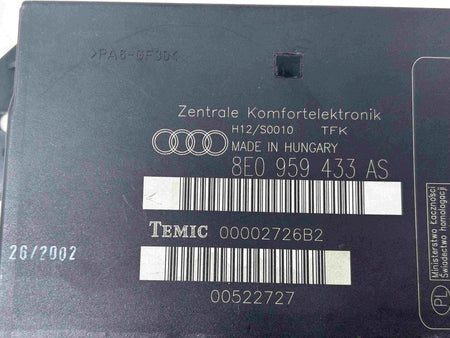 >PA6-GF30<
Zentrale Komfortelektronik
H12/S0010 TFK
MADE IN HUNGARY
8E0 959 433 AS
TEMIC 00002726B2
26/2002
00522727
Ministerstwo Łączności
Świadectwo homologacji
PL